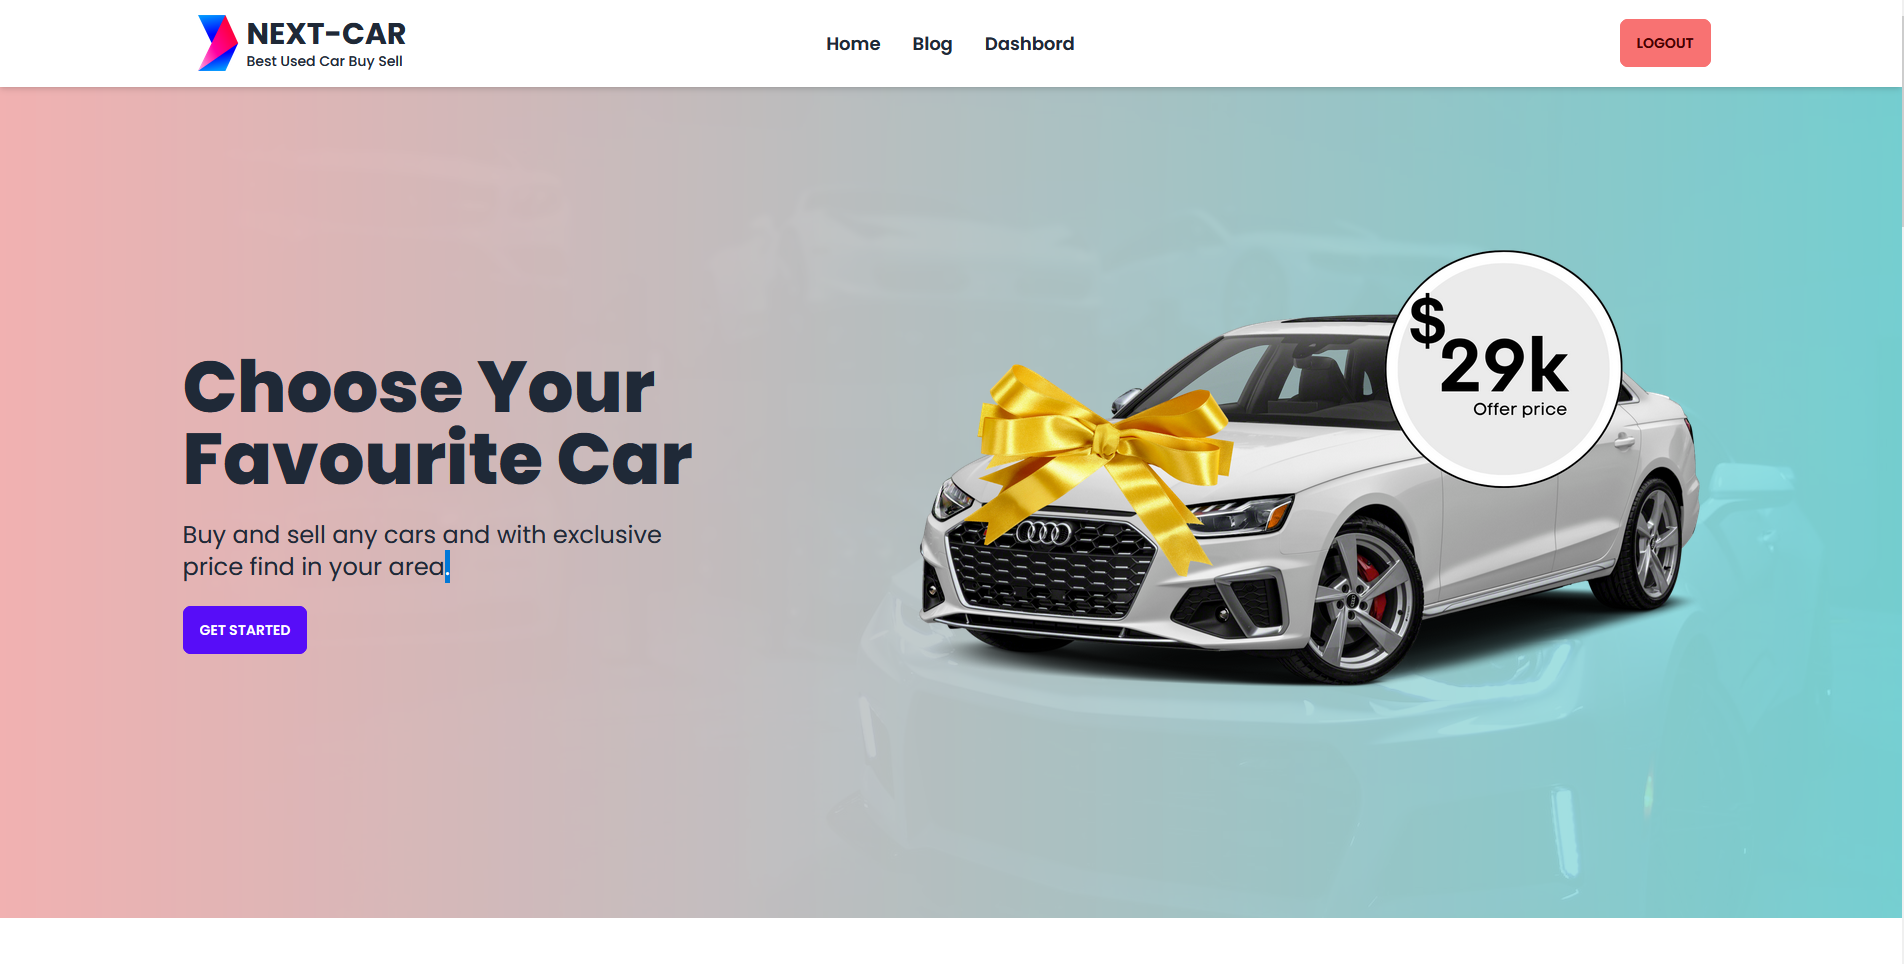 NEXT-CAR
Best Used Car Buy Sell
Home Blog Dashbord
LOGOUT
Choose Your
Favourite Car
Buy and sell any cars and with exclusive
price find in your area.
GET STARTED
$
29k
Offer price